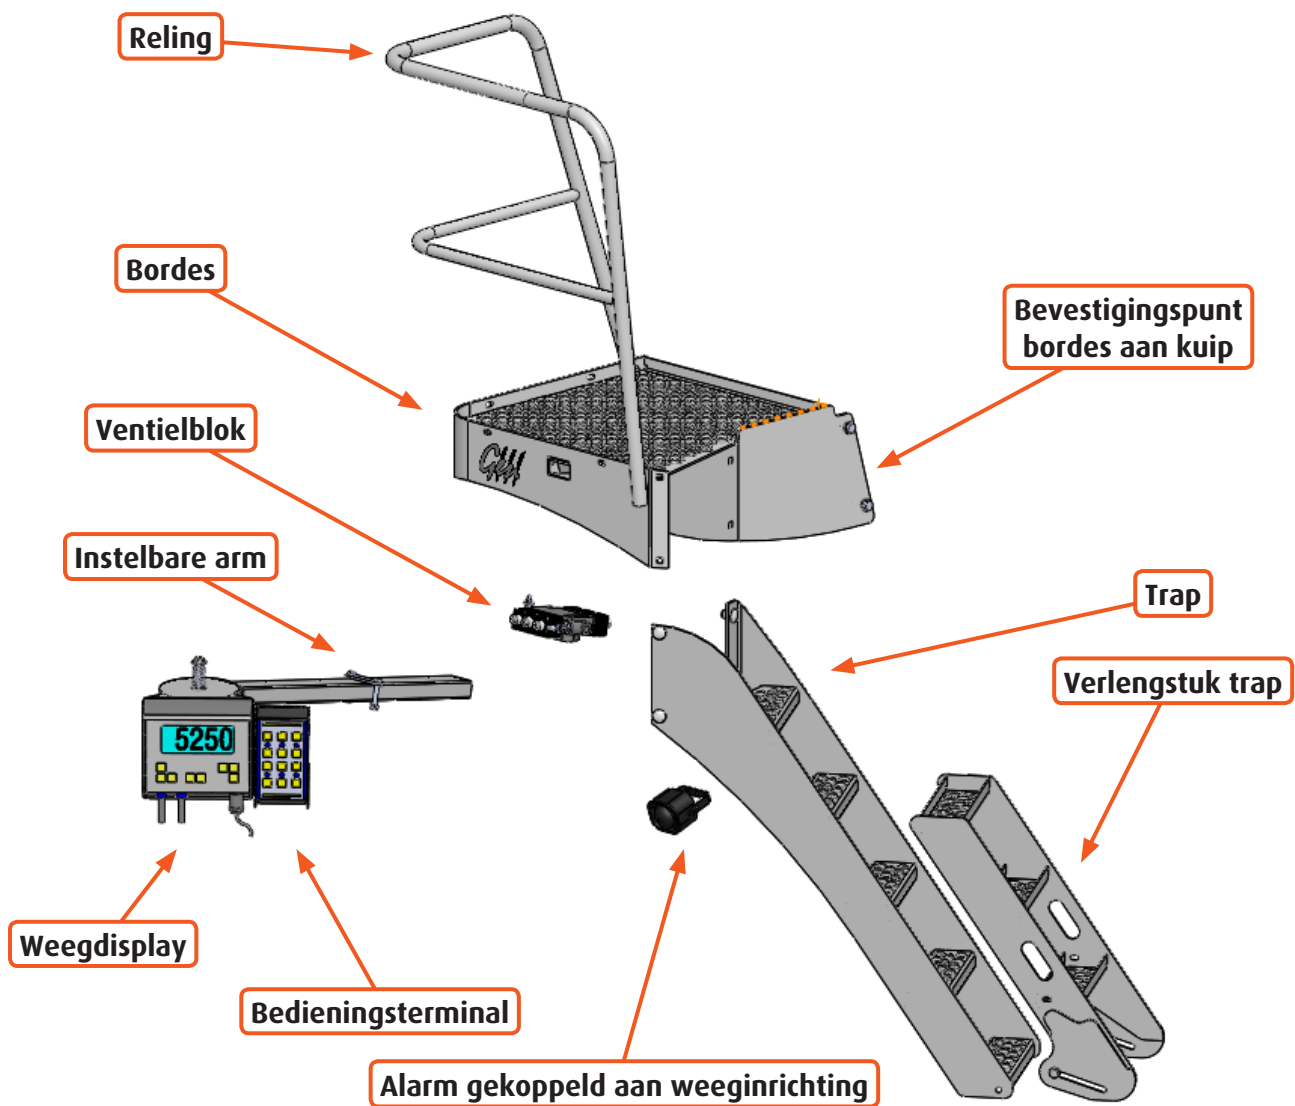 Reling
Bordes
Bevestigingspunt
bordes aan kuip
Ventielblok
Instelbare arm
Trap
Verlengstuk trap
5250
Weegdisplay
Bedieningsterminal
Alarm gekoppeld aan weeginrichting